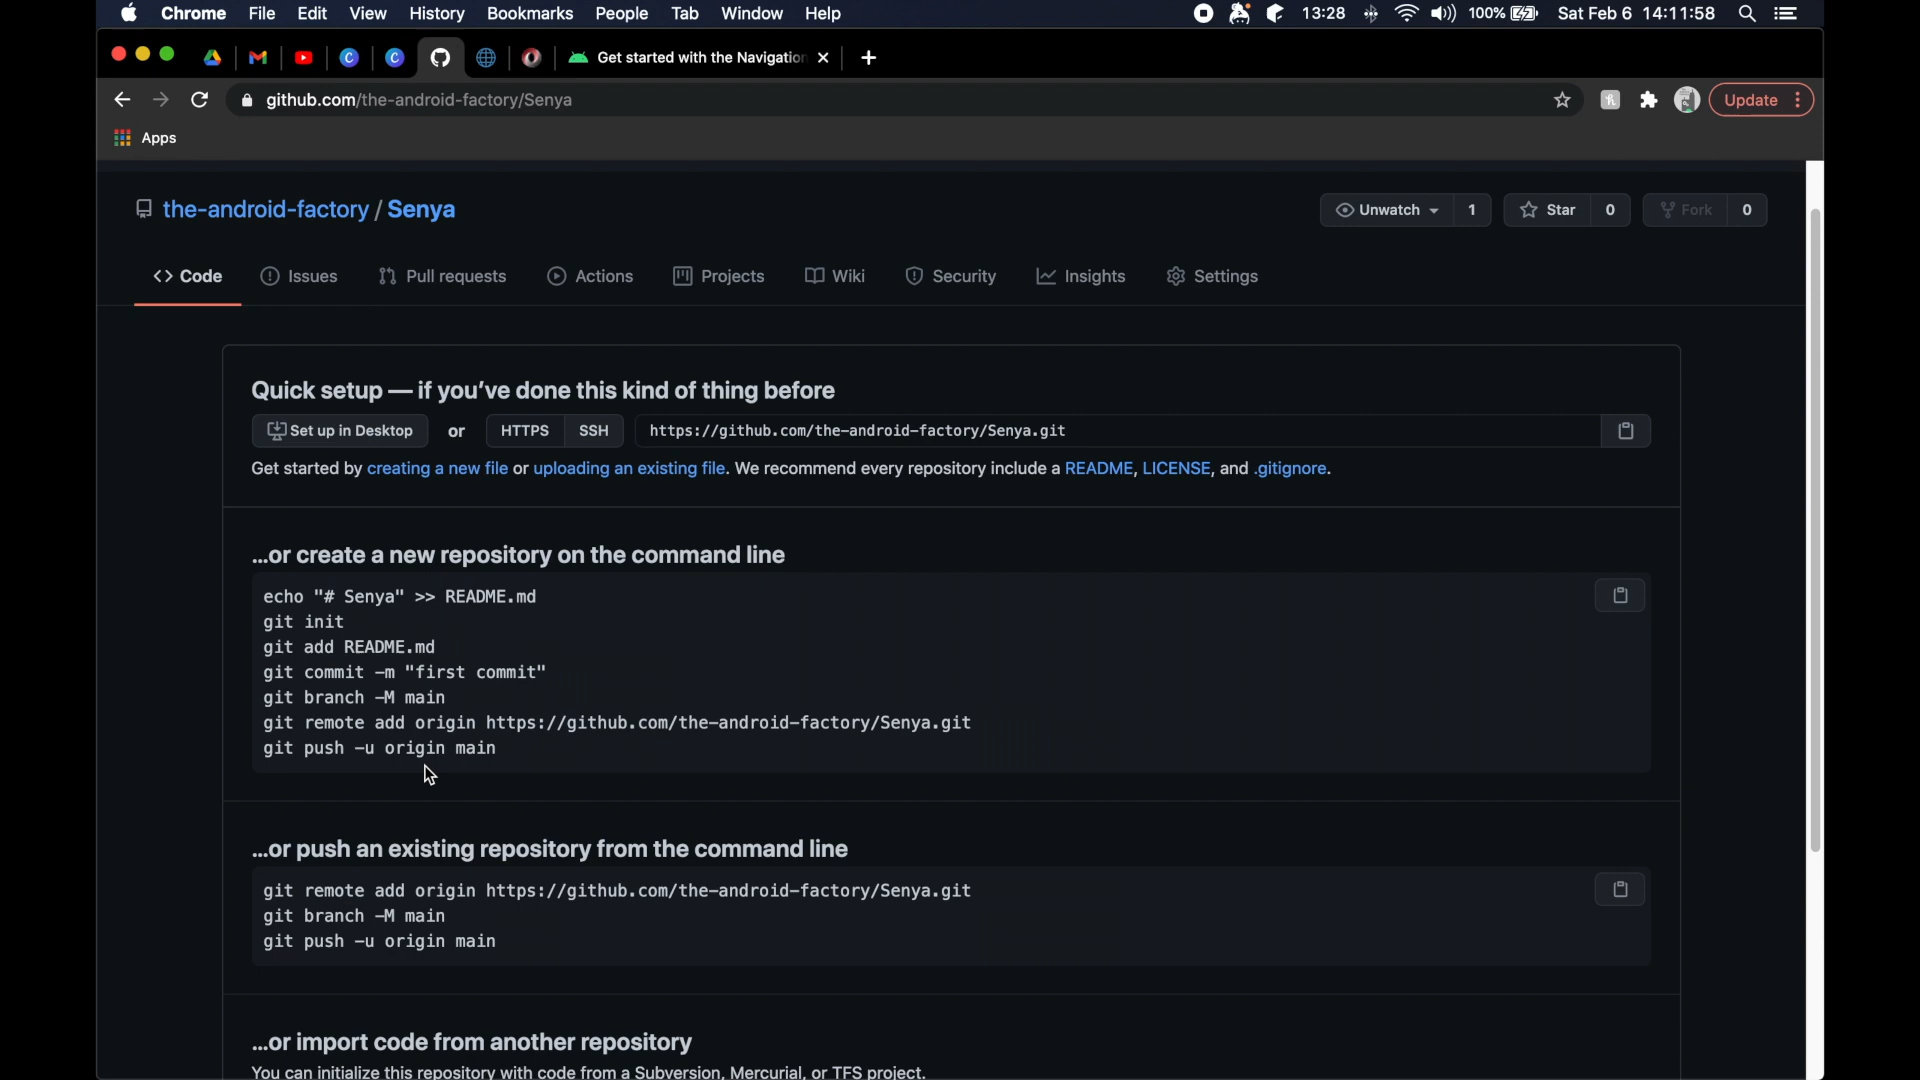 Chrome File Edit View History Bookmarks People Tab Window Help 13:28 100% Sat Feb 6 14:11:58
Get started with the Navigation
github.com/the-android-factory/Senya Update
Apps
the-android-factory / Senya Unwatch 1 Star 0 Fork 0
Code Issues Pull requests Actions Projects Wiki Security Insights Settings
Quick setup — if you’ve done this kind of thing before
Set up in Desktop or HTTPS SSH https://github.com/the-android-factory/Senya.git
Get started by creating a new file or uploading an existing file. We recommend every repository include a README, LICENSE, and .gitignore.
…or create a new repository on the command line
echo "# Senya" >> README.md
git init
git add README.md
git commit -m "first commit"
git branch -M main
git remote add origin https://github.com/the-android-factory/Senya.git
git push -u origin main
…or push an existing repository from the command line
git remote add origin https://github.com/the-android-factory/Senya.git
git branch -M main
git push -u origin main
…or import code from another repository
You can initialize this repository with code from a Subversion, Mercurial, or TFS project.